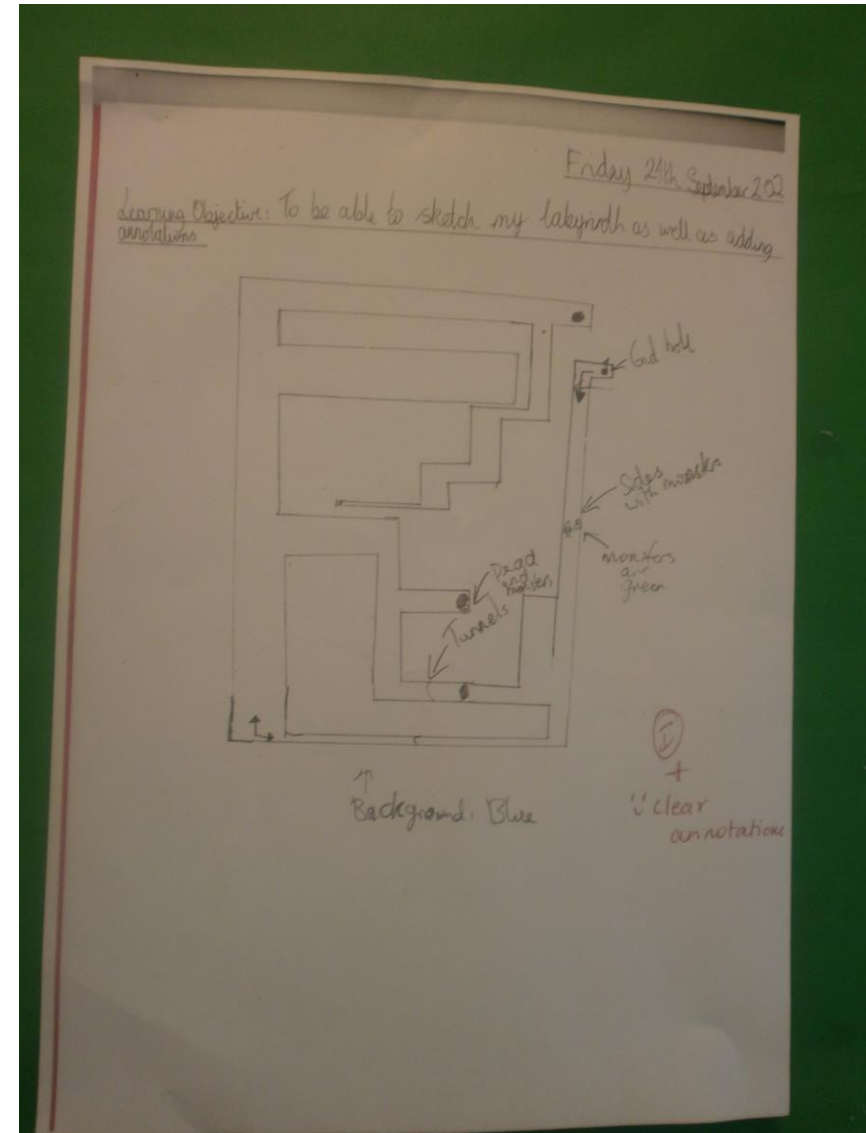 Friday 24th September 202
Learning Objective: To be able to sketch my labyrinth as well as adding
annotations
End hole
Sides
with monsters
monsters
are
green
Dead
end
Tunnels
Background: Blue
I
+
clear
annotations